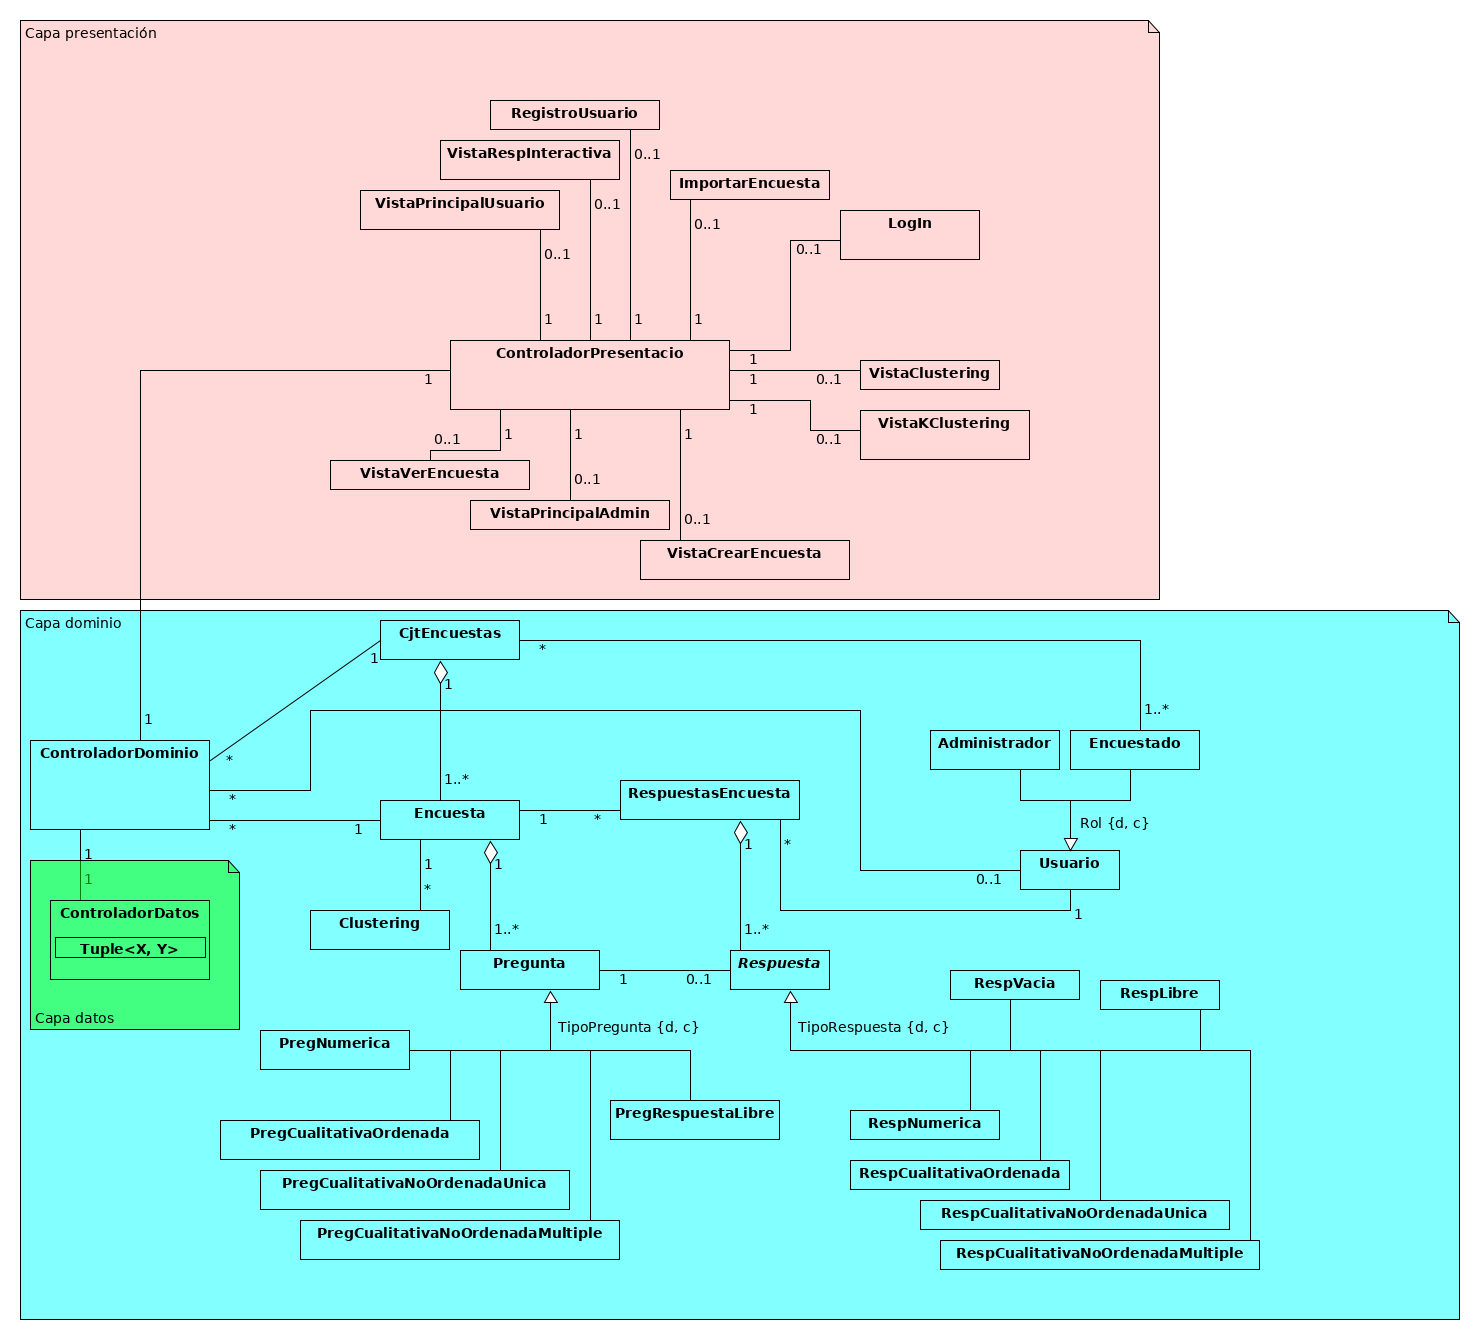 Capa presentación
RegistroUsuario
VistaRespInteractiva
0..1
ImportarEncuesta
VistaPrincipalUsuario
0..1
0..1
LogIn
0..1
0..1
1
1
1
1
ControladorPresentacio
1
1
1
0..1
VistaClustering
1
0..1
VistaKClustering
0..1
1
1
1
VistaVerEncuesta
0..1
VistaPrincipalAdmin
0..1
VistaCrearEncuesta
Capa dominio
CjtEncuestas
1
*
1
1
1..*
ControladorDominio
*
*
*
1
Administrador
Encuestado
1..*
Encuesta
1
*
RespuestasEncuesta
Rol {d, c}
1
1
*
1
1
*
Usuario
0..1
1
1
Clustering
1..*
1..*
ControladorDatos
Tuple<X, Y>
Capa datos
Pregunta
1
0..1
Respuesta
RespVacia
RespLibre
TipoPregunta {d, c}
TipoRespuesta {d, c}
PregNumerica
PregRespuestaLibre
RespNumerica
PregCualitativaOrdenada
RespCualitativaOrdenada
PregCualitativaNoOrdenadaUnica
RespCualitativaNoOrdenadaUnica
PregCualitativaNoOrdenadaMultiple
RespCualitativaNoOrdenadaMultiple